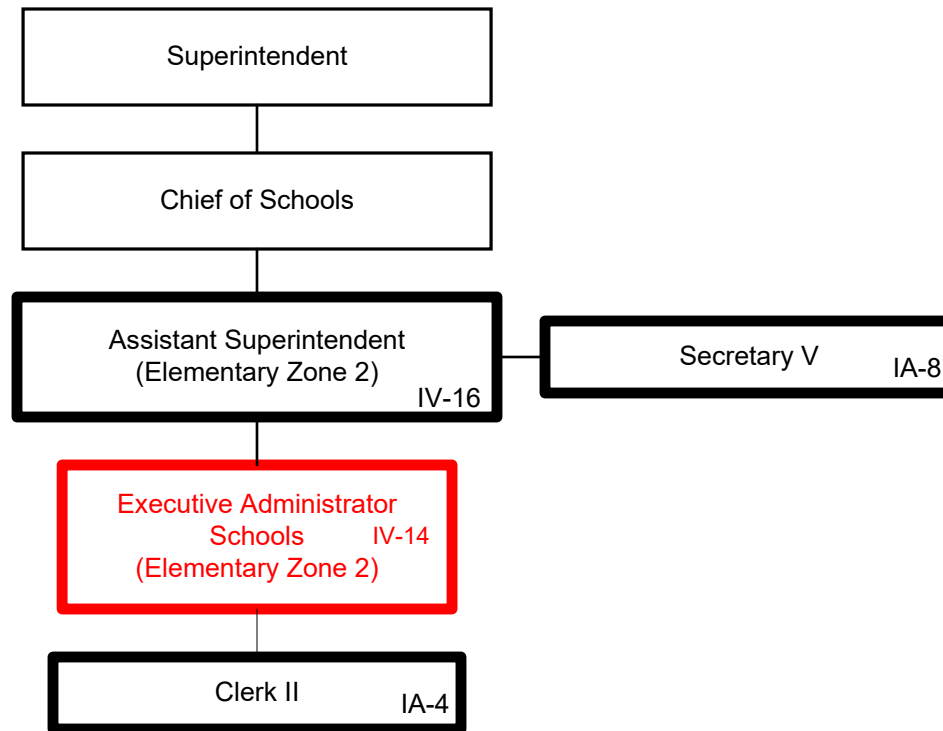 Superintendent
Chief of Schools
Assistant Superintendent
(Elementary Zone 2)
IV-16
Secretary V
IA-8
Executive Administrator
Schools IV-14
(Elementary Zone 2)
Clerk II
IA-4